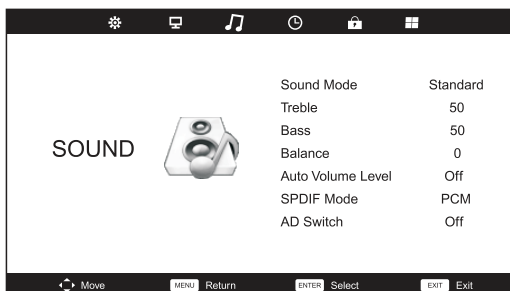 SOUND
Sound Mode Standard
Treble 50
Bass 50
Balance 0
Auto Volume Level Off
SPDIF Mode PCM
AD Switch Off
Move MENU Return ENTER Select EXIT Exit